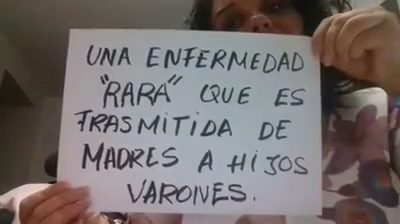 UNA ENFERMEDAD
"RARA" QUE ES
TRASMITIDA DE
MADRES A HIJOS
VARONES.